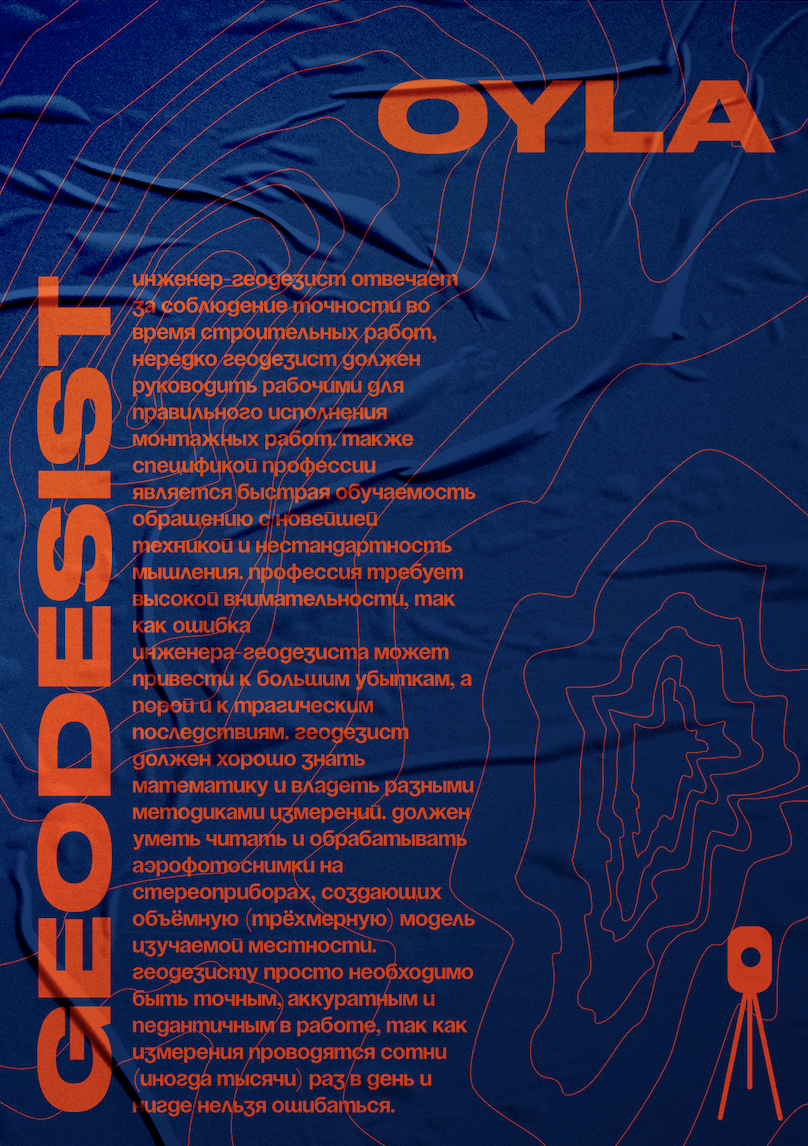 OYLA
GEODESIST
инженер-геодезист отвечает
за соблюдение точности во
время строительных работ,
нередко геодезист должен
руководить рабочими для
правильного исполнения
монтажных работ. также
спецификой профессии
является быстрая обучаемость
обращению с новейшей
техникой и нестандартность
мышления. профессия требует
высокой внимательности, так
как ошибка
инженера-геодезиста может
привести к большим убыткам, а
порой и к трагическим
последствиям. геодезист
должен хорошо знать
математику и владеть разными
методиками измерений. должен
уметь читать и обрабатывать
аэрофотоснимки на
стереоприборах, создающих
объёмную (трёхмерную) модель
изучаемой местности.
геодезисту просто необходимо
быть точным, аккуратным и
педантичным в работе, так как
измерения проводятся сотни
(иногда тысячи) раз в день и
нигде нельзя ошибаться.